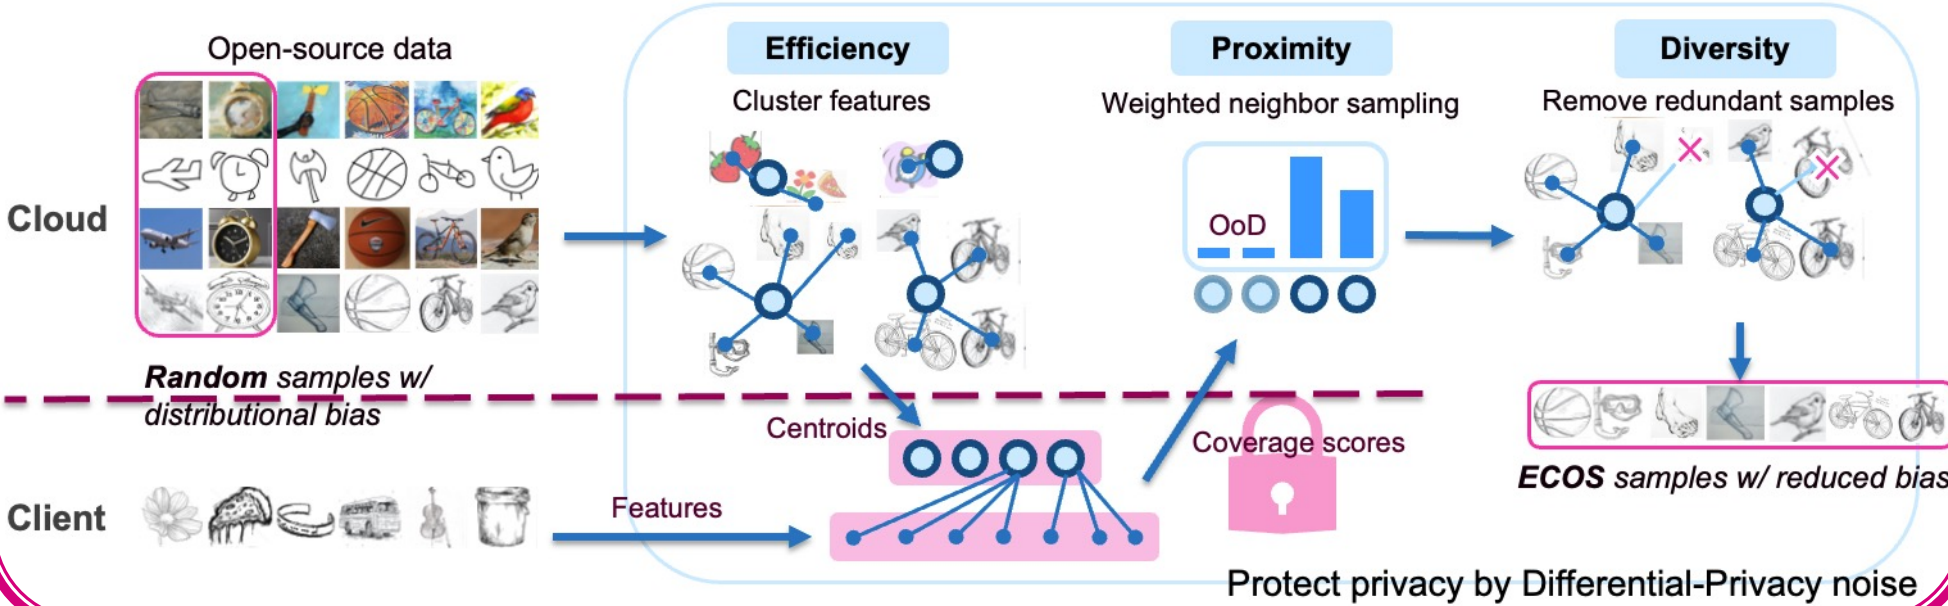 Open-source data
Efficiency
Proximity
Diversity
Cluster features
Weighted neighbor sampling
Remove redundant samples
Cloud
OoD
Random samples w/
distributional bias
Centroids
Coverage scores
ECOS samples w/ reduced bias
Client
Features
Protect privacy by Differential-Privacy noise